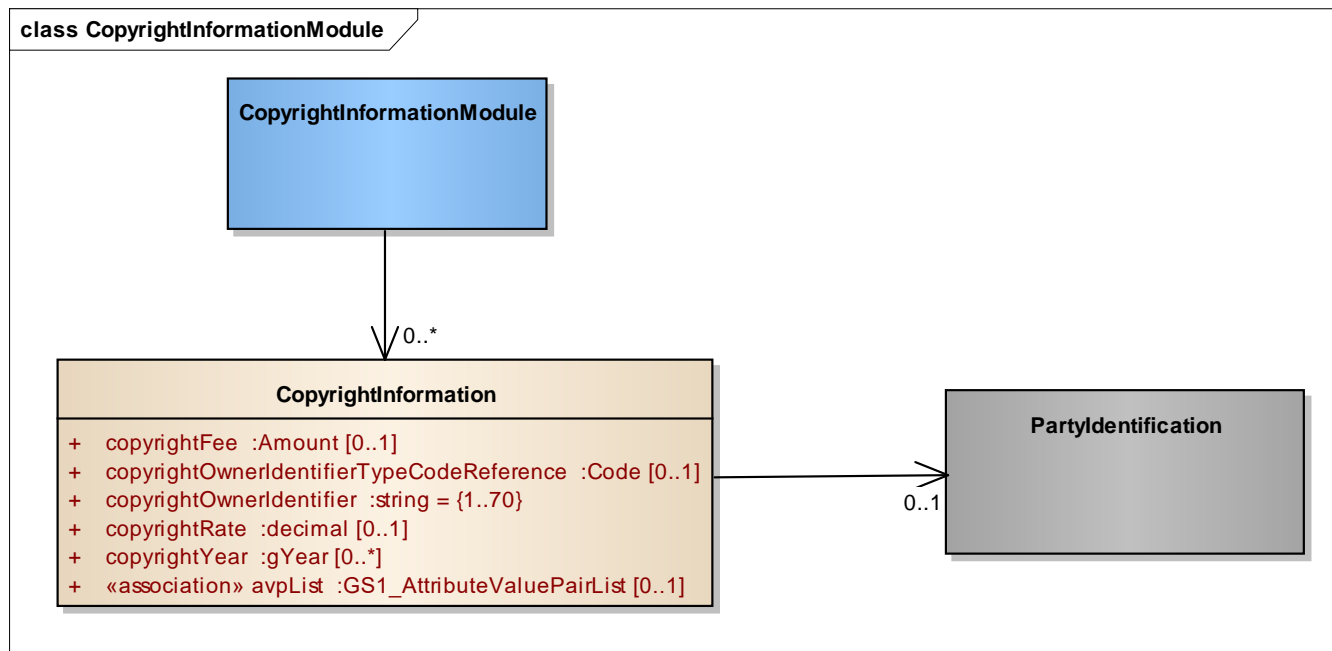 class CopyrightInformationModule
CopyrightInformationModule
0..*
CopyrightInformation
+ copyrightFee :Amount [0..1]
+ copyrightOwnerIdentifierTypeCodeReference :Code [0..1]
+ copyrightOwnerIdentifier :string = {1..70}
+ copyrightRate :decimal [0..1]
+ copyrightYear :gYear [0..*]
+ «association» avpList :GS1_AttributeValuePairList [0..1]
PartyIdentification
0..1